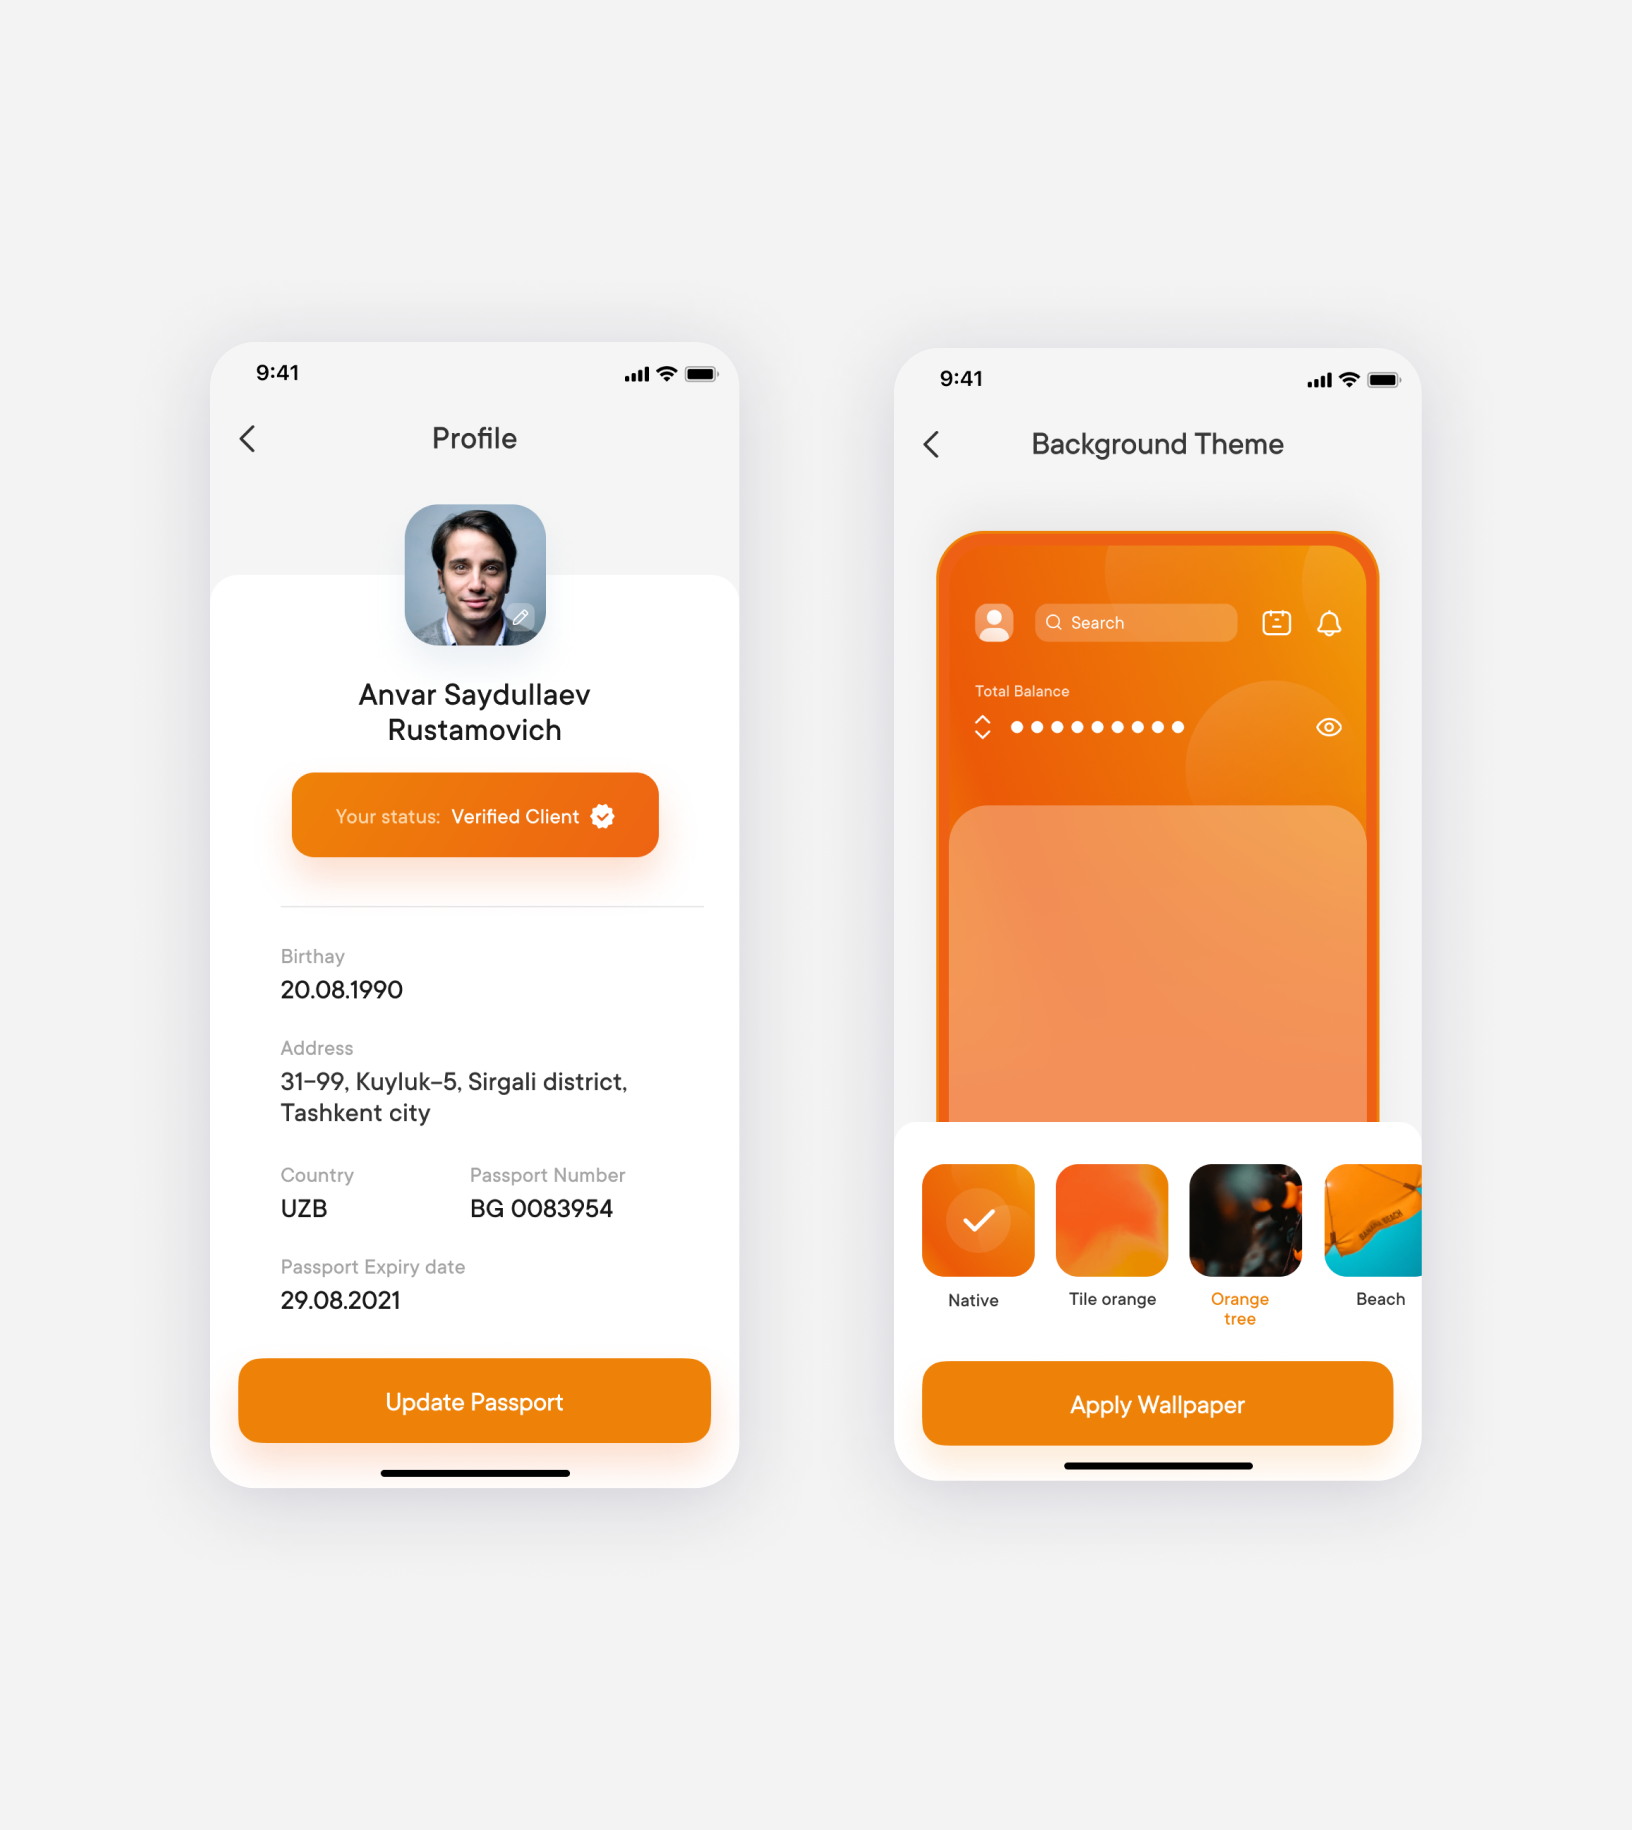 9:41
Profile
Anvar Saydullaev
Rustamovich
Your status: Verified Client
Birthay
20.08.1990
Address
31-99, Kuyluk-5, Sirgali district,
Tashkent city
Country
UZB
Passport Number
BG 0083954
Passport Expiry date
29.08.2021
Update Passport
9:41
Background Theme
Search
Total Balance
BANANA BEACH
Native
Tile orange
Orange
tree
Beach
Apply Wallpaper